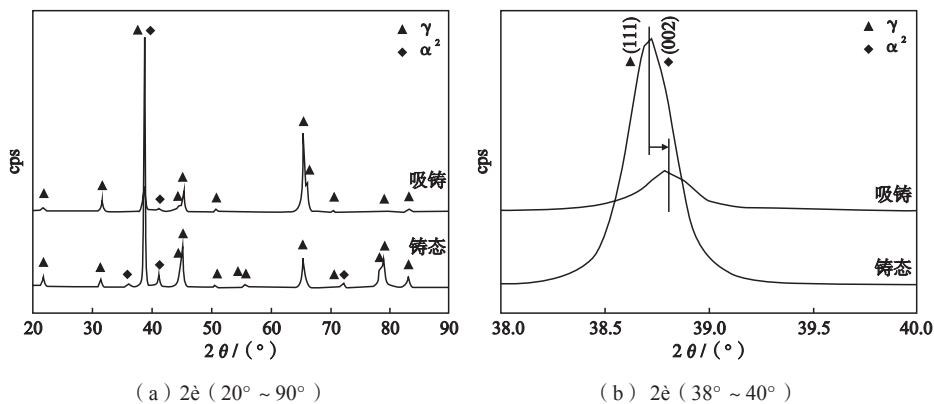 ▲ γ
◆ α²
cps
吸铸
铸态
20 30 40 50 60 70 80 90
2θ/(°)
(a) 2è (20° ~ 90°)
(111)
(002)
▲ γ
◆ α²
cps
吸铸
铸态
38.0 38.5 39.0 39.5 40.0
2θ/(°)
(b) 2è (38° ~ 40°)